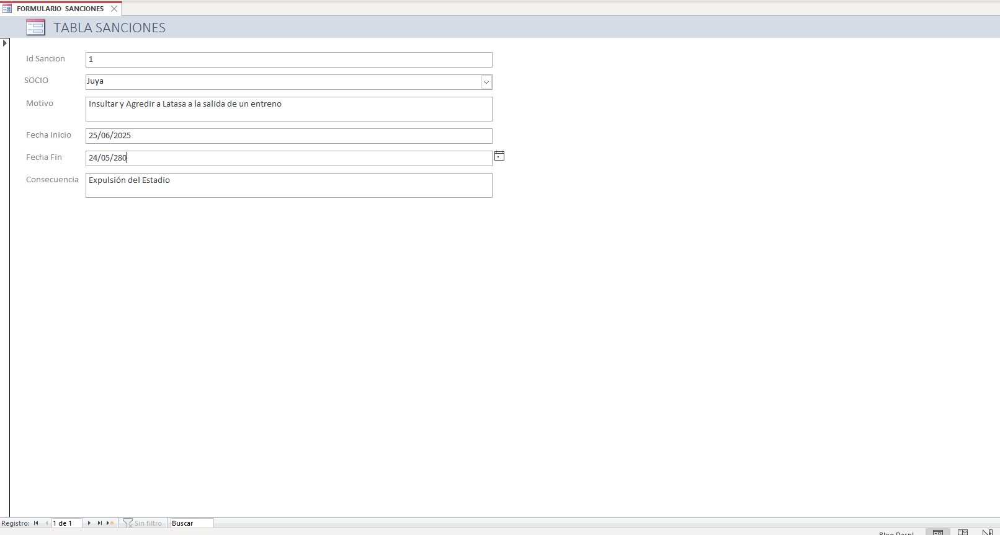 FORMULARIO SANCIONES
TABLA SANCIONES
Id Sancion 1
SOCIO Juya
Motivo Insultar y Agredir a Latasa a la salida de un entreno
Fecha Inicio 25/06/2025
Fecha Fin 24/05/280
Consecuencia Expulsión del Estadio
Registro: 1 de 1 Sin filtro Buscar